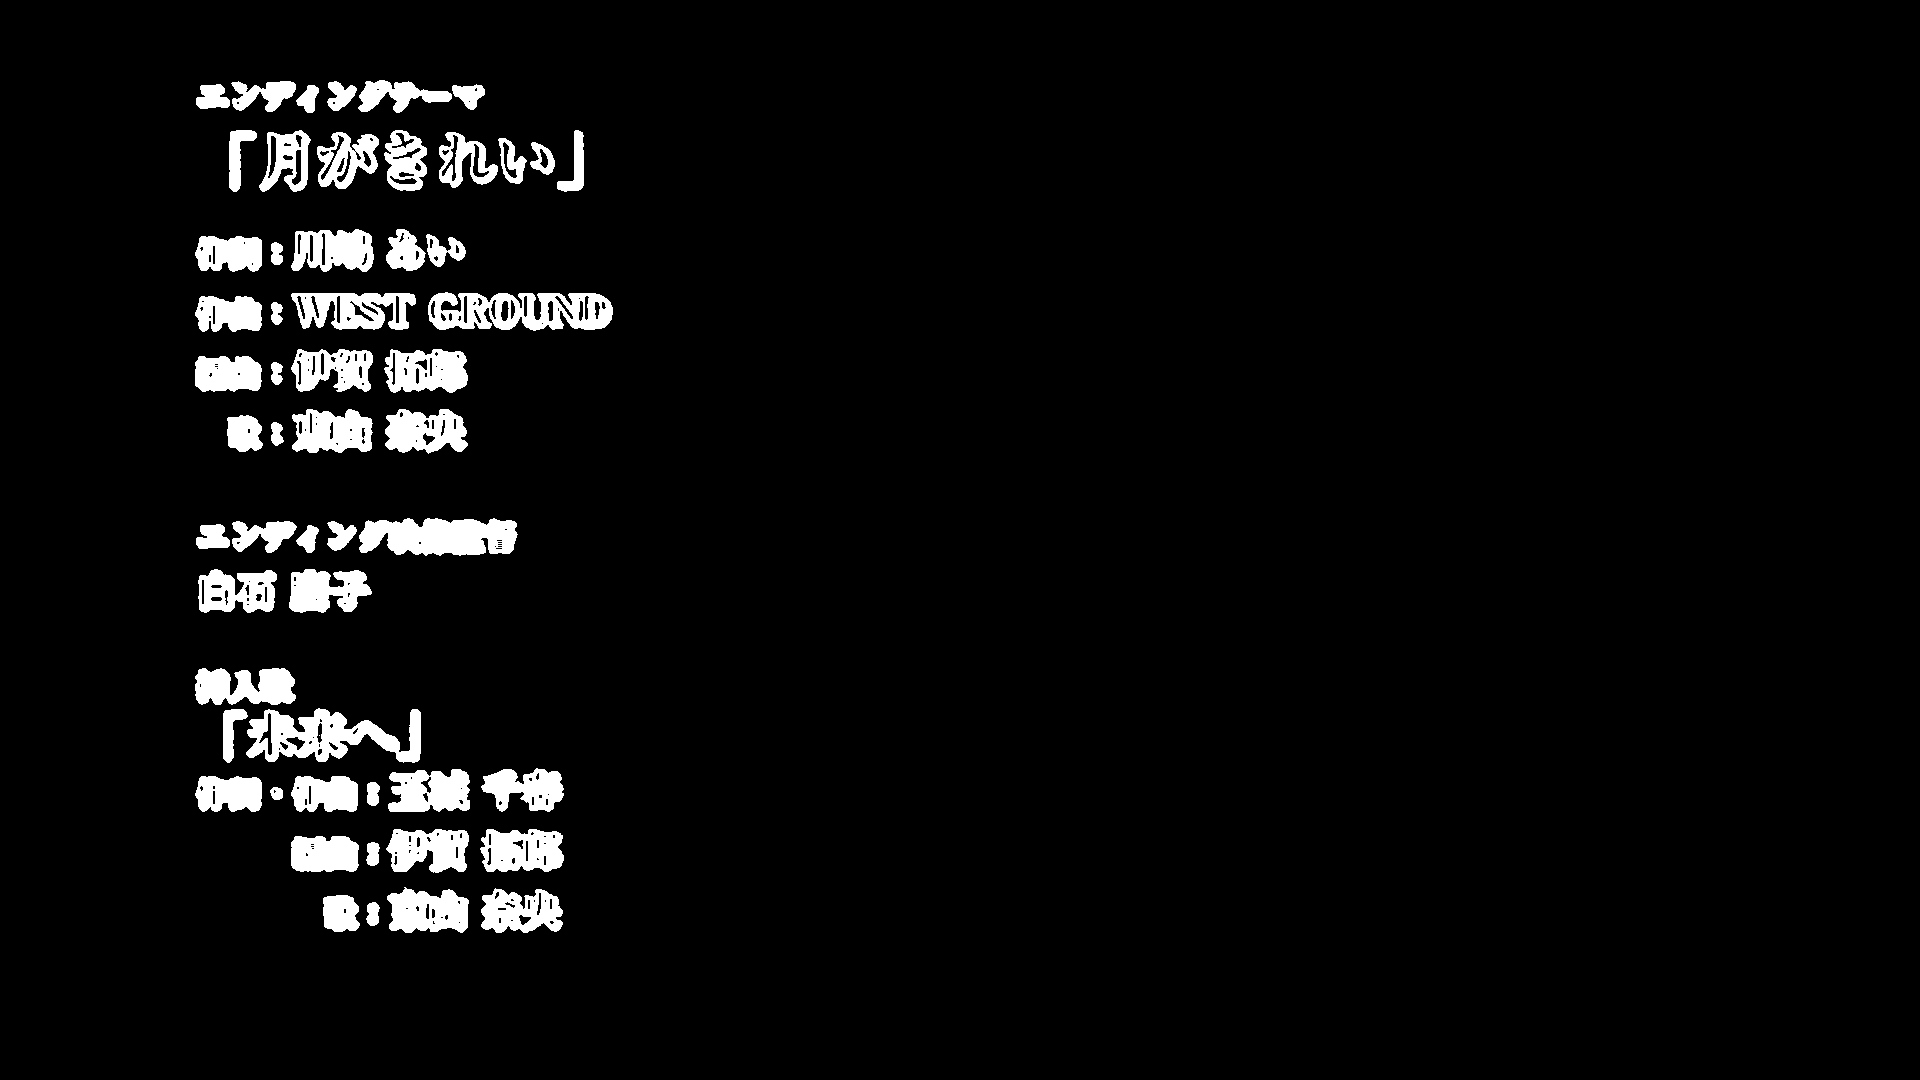 エンディングテーマ
「月がきれい」
作詞：川嶋 あい
作曲：WEST GROUND
編曲：伊賀 拓郎
歌：東山 奈央
エンディング映像監督
白石 慶子
挿入歌
「未来へ」
作詞・作曲：玉城 千春
編曲：伊賀 拓郎
歌：東山 奈央